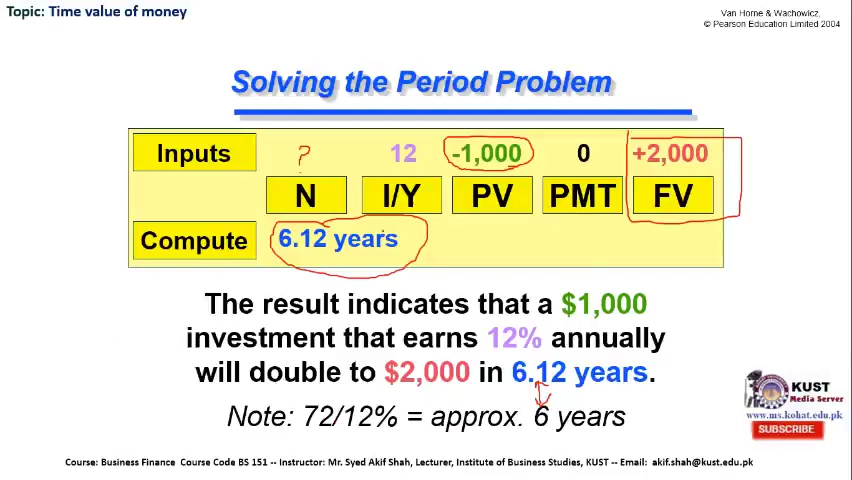 Topic: Time value of money
Van Horne & Wachowicz,
© Pearson Education Limited 2004
Solving the Period Problem
Inputs ? 12 -1,000 0 +2,000
N I/Y PV PMT FV
Compute 6.12 years
The result indicates that a $1,000
investment that earns 12% annually
will double to $2,000 in 6.12 years.
Note: 72/12% = approx. 6 years
KUST
Media Server
www.ms.kohat.edu.pk
SUBSCRIBE
Course: Business Finance Course Code BS 151 -- Instructor: Mr. Syed Akif Shah, Lecturer, Institute of Business Studies, KUST -- Email: akif.shah@kust.edu.pk